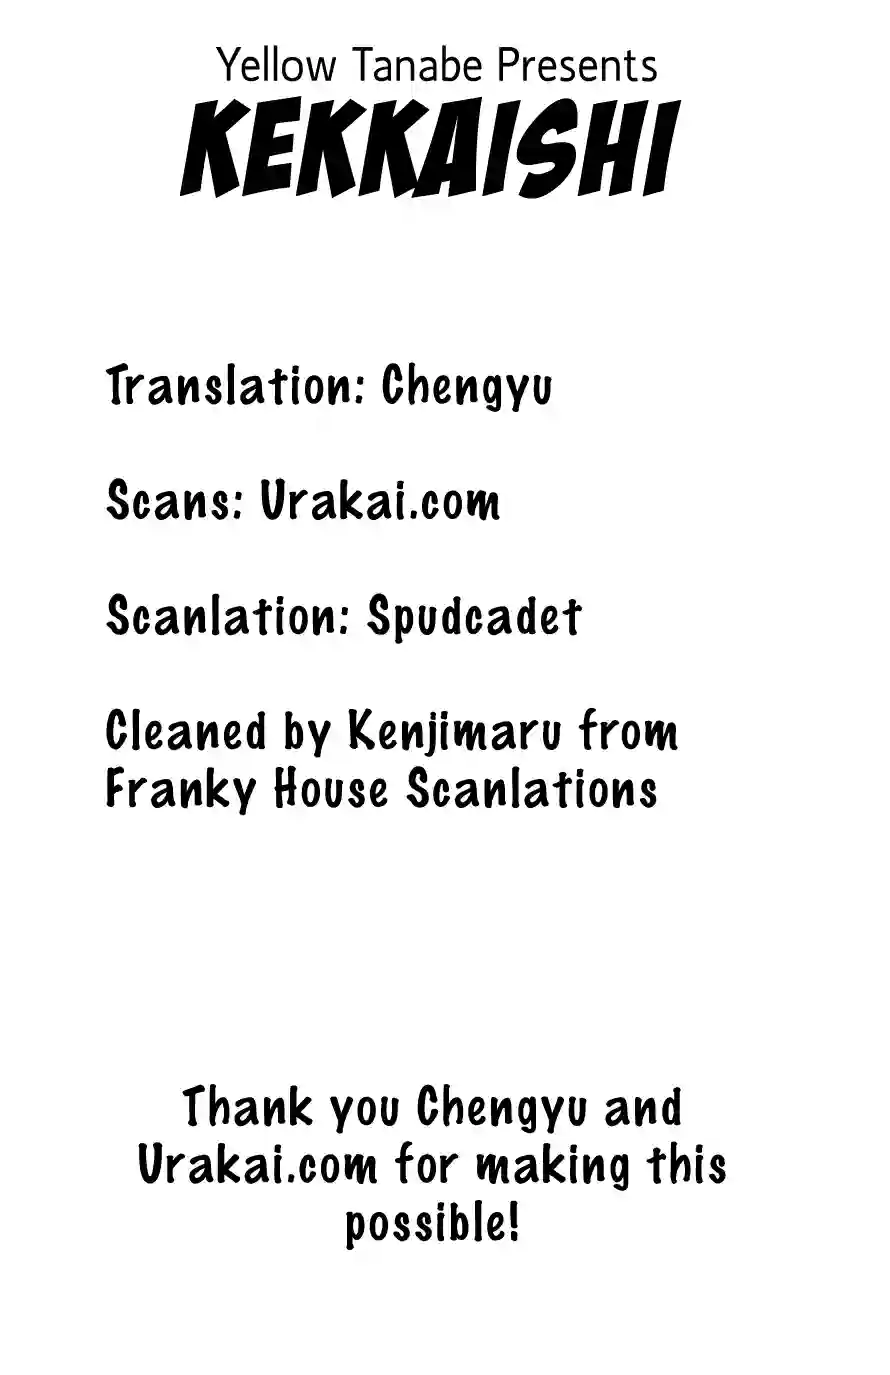 Yellow Tanabe Presents
KEKKAISHI
Translation: Chengyu
Scans: Urakai.com
Scanlation: Spudcadet
Cleaned by Kenjimaru from
Franky House Scanlations
Thank you Chengyu and
Urakai.com for making this
possible!